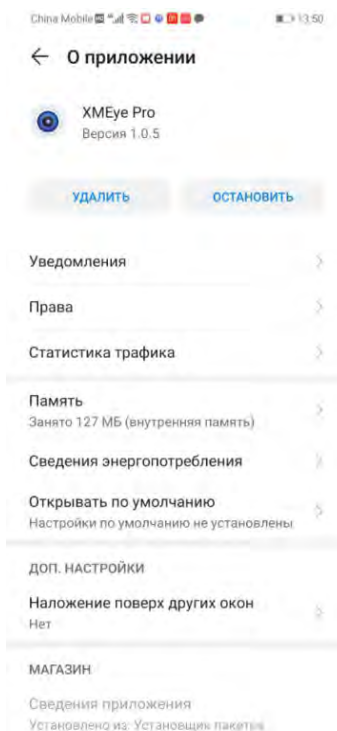 China Mobile 13:50
О приложении
XMEye Pro
Версия 1.0.5
УДАЛИТЬ ОСТАНОВИТЬ
Уведомления
Права
Статистика трафика
Память
Занято 127 МБ (внутренняя память)
Сведения энергопотребления
Открывать по умолчанию
Настройки по умолчанию не установлены
ДОП. НАСТРОЙКИ
Наложение поверх других окон
Нет
МАГАЗИН
Сведения приложения
Установлено из: Установщик пакетов